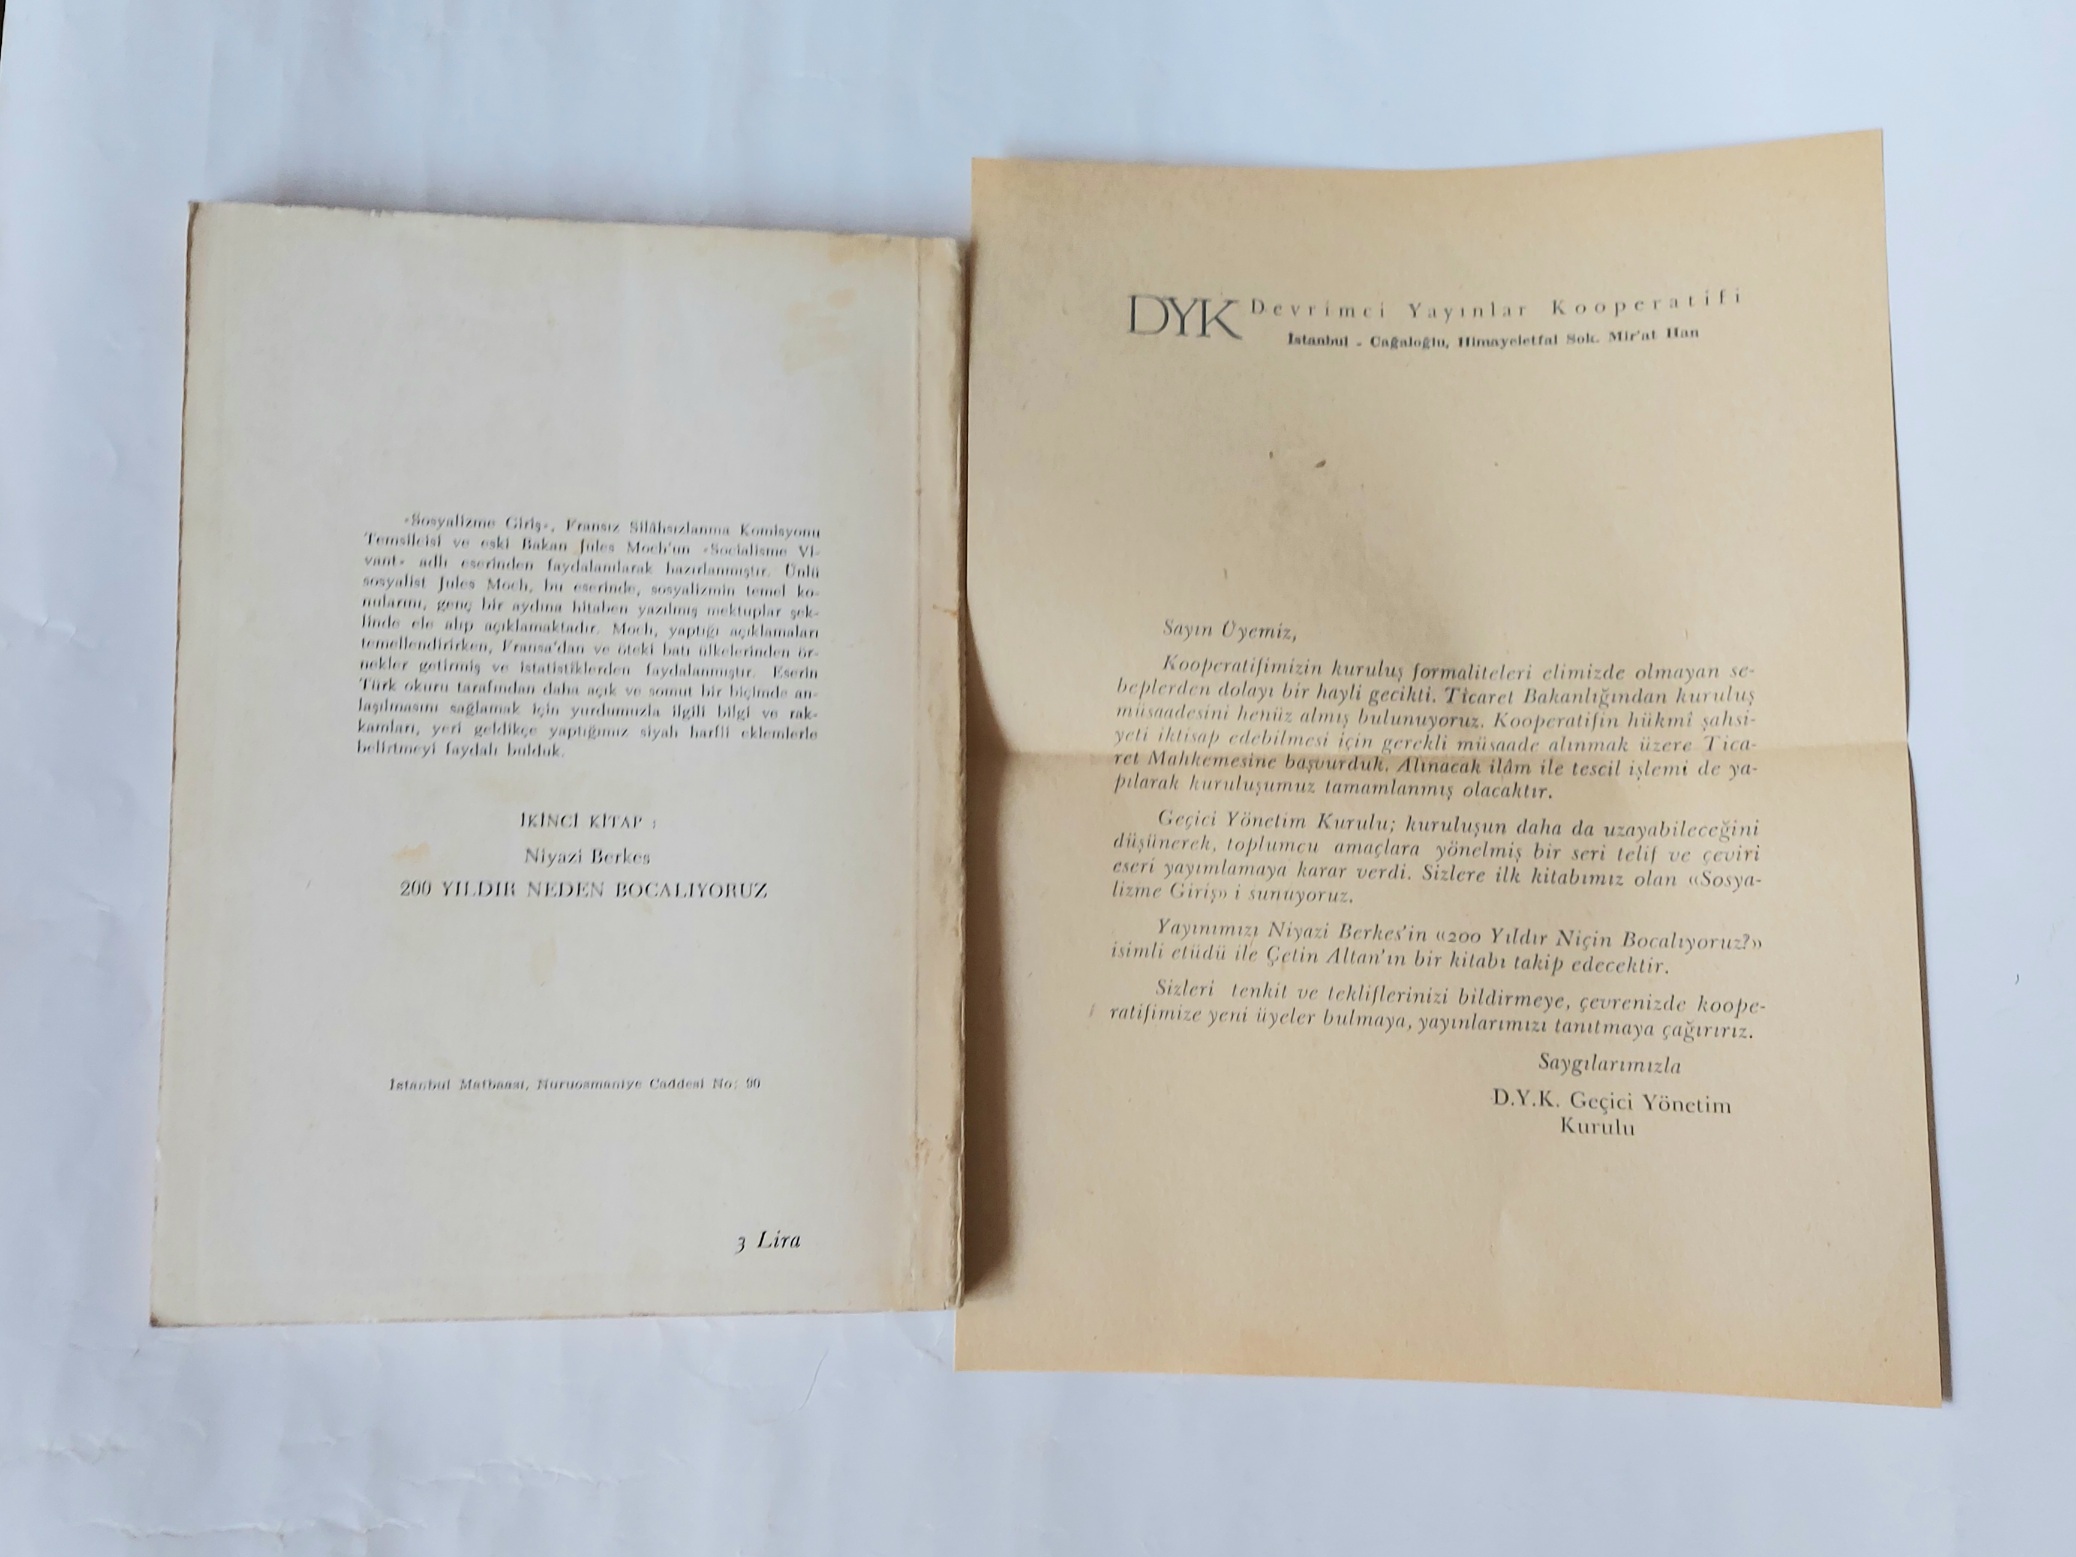 «Sosyalizme Giriş», Fransız Silâhsızlanma Komisyonu
Temsilcisi ve eski Bakan Jules Moch'un «Socialisme Vi-
vant» adlı eserinden faydalanılarak hazırlanmıştır. Ünlü
sosyalist Jules Moch, bu eserinde, sosyalizmin temel ko-
nularını, genç bir aydına hitaben yazılmış mektuplar şek-
linde ele alıp açıklamaktadır. Moch, yaptığı açıklamaları
temellendirirken, Fransa'dan ve öteki batı ülkelerinden ör-
nekler getirmiş ve istatistiklerden faydalanmıştır. Eserin
Türk okuru tarafından daha açık ve somut bir biçimde an-
laşılmasını sağlamak için yurdumuzla ilgili bilgi ve rak-
kamları, yeri geldikçe yaptığımız siyah harfli eklemlerle
belirtmeyi faydalı bulduk.
İKİNCİ KİTAP :
Niyazi Berkes
200 YILDIR NEDEN BOCALIYORUZ
İstanbul Matbaası, Nuruosmaniye Caddesi No: 90
3 Lira
DYK Devrimci Yayınlar Kooperatifi
İstanbul - Cağaloğlu, Himayeietfal Sok. Mir'at Han
Sayın Üyemiz,
Kooperatifimizin kuruluş formaliteleri elimizde olmayan se-
beplerden dolayı bir hayli gecikti. Ticaret Bakanlığından kuruluş
müsaadesini henüz almış bulunuyoruz. Kooperatifin hükmî şahsi-
yeti iktisap edebilmesi için gerekli müsaade alınmak üzere Tica-
ret Mahkemesine başvurduk. Alınacak ilâm ile tescil işlemi de ya-
pılarak kuruluşumuz tamamlanmış olacaktır.
Geçici Yönetim Kurulu; kuruluşun daha da uzayabileceğini
düşünerek, toplumcu amaçlara yönelmiş bir seri telif ve çeviri
eseri yayımlamaya karar verdi. Sizlere ilk kitabımız olan «Sosya-
lizme Giriş» i sunuyoruz.
Yayınımızı Niyazi Berkes'in «200 Yıldır Niçin Bocalıyoruz?»
isimli etüdü ile Çetin Altan'ın bir kitabı takip edecektir.
Sizleri tenkit ve tekliflerinizi bildirmeye, çevrenizde koope-
ratifimize yeni üyeler bulmaya, yayınlarımızı tanıtmaya çağırırız.
Saygılarımızla
D.Y.K. Geçici Yönetim
Kurulu